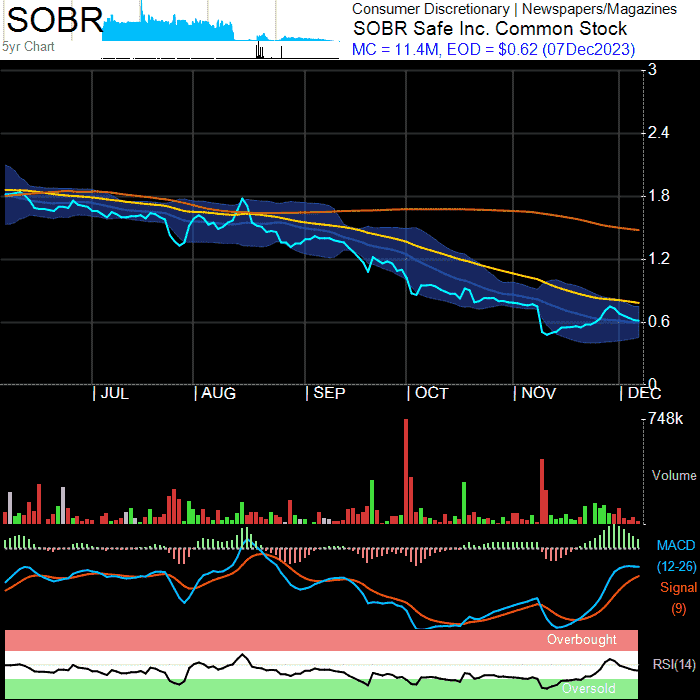 SOBR
5yr Chart
Consumer Discretionary | Newspapers/Magazines
SOBR Safe Inc. Common Stock
MC = 11.4M, EOD = $0.62 (07Dec2023)
3
2.4
1.8
1.2
0.6
0
| JUL | AUG | SEP | OCT | NOV | DEC
748k
Volume
MACD
(12-26)
Signal
(9)
Overbought
RSI(14)
Oversold